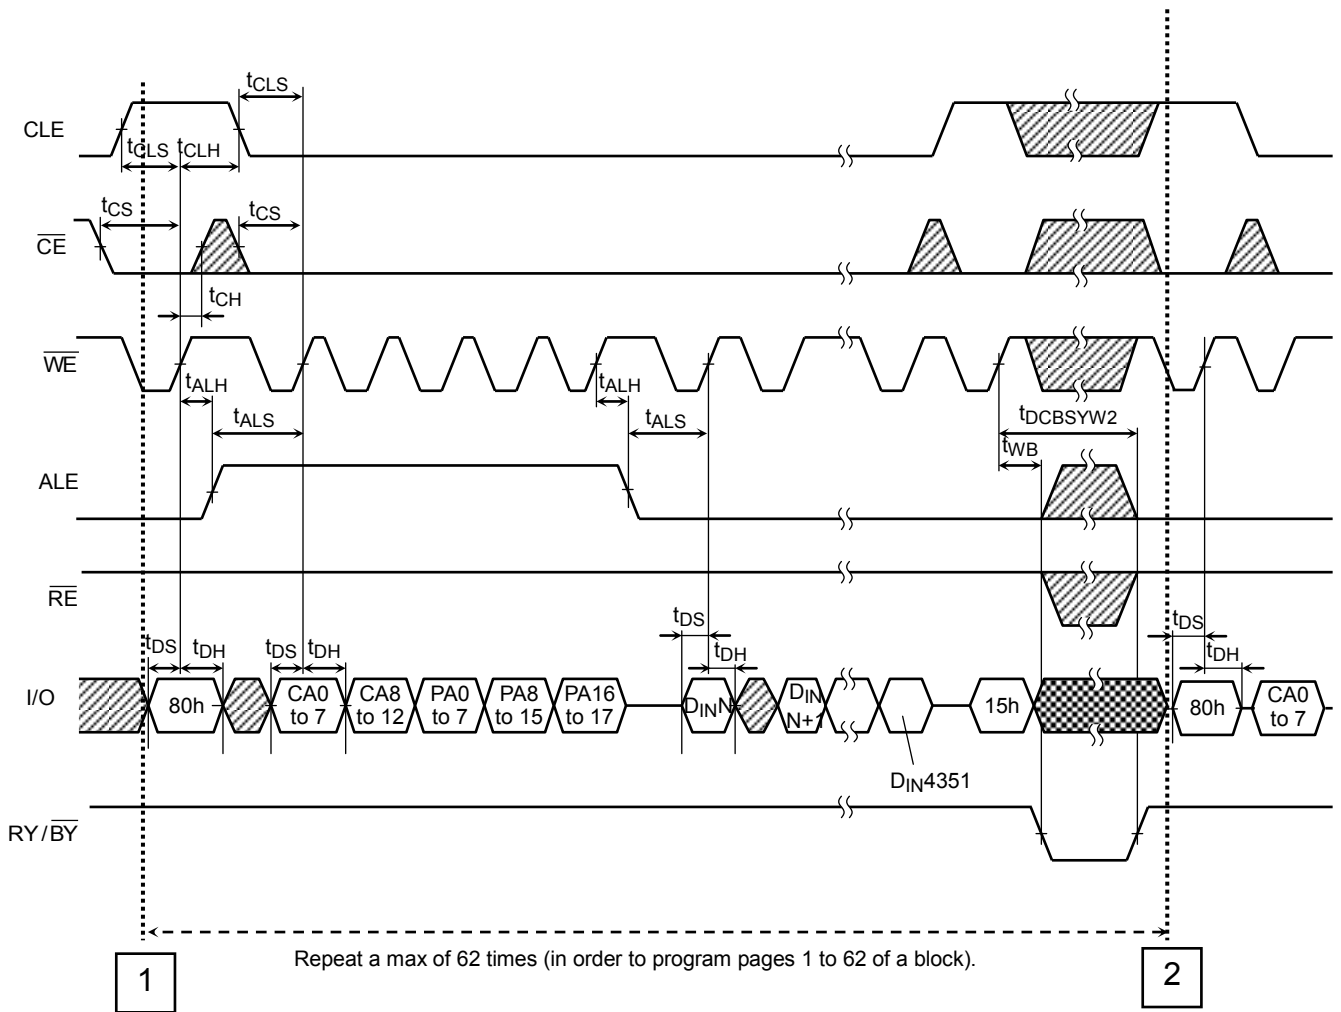 tCLS
CLE
tCLS tCLH
tCS
tCS
CE
tCH
WE
tALH
tALH
tALS
tALS
tDCBSYW2
tWB
ALE
RE
tDS
tDH
tDS
tDH
tDS
tDH
tDS
tDH
I/O
80h
CA0
to 7
CA8
to 12
PA0
to 7
PA8
to 15
PA16
to 17
DINN
DIN
N+1
15h
80h
CA0
to 7
DIN4351
RY/BY
Repeat a max of 62 times (in order to program pages 1 to 62 of a block).
1
2